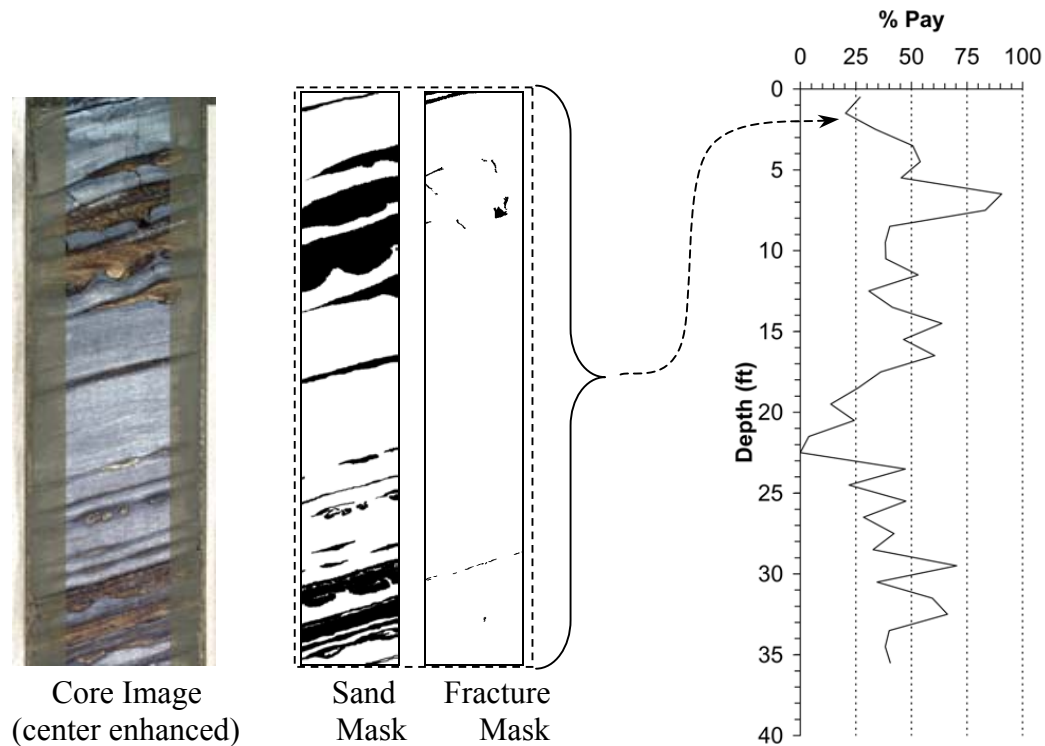 % Pay
0 25 50 75 100
0
5
10
15
20
25
30
35
40
Depth (ft)
Core Image
(center enhanced)
Sand
Mask
Fracture
Mask